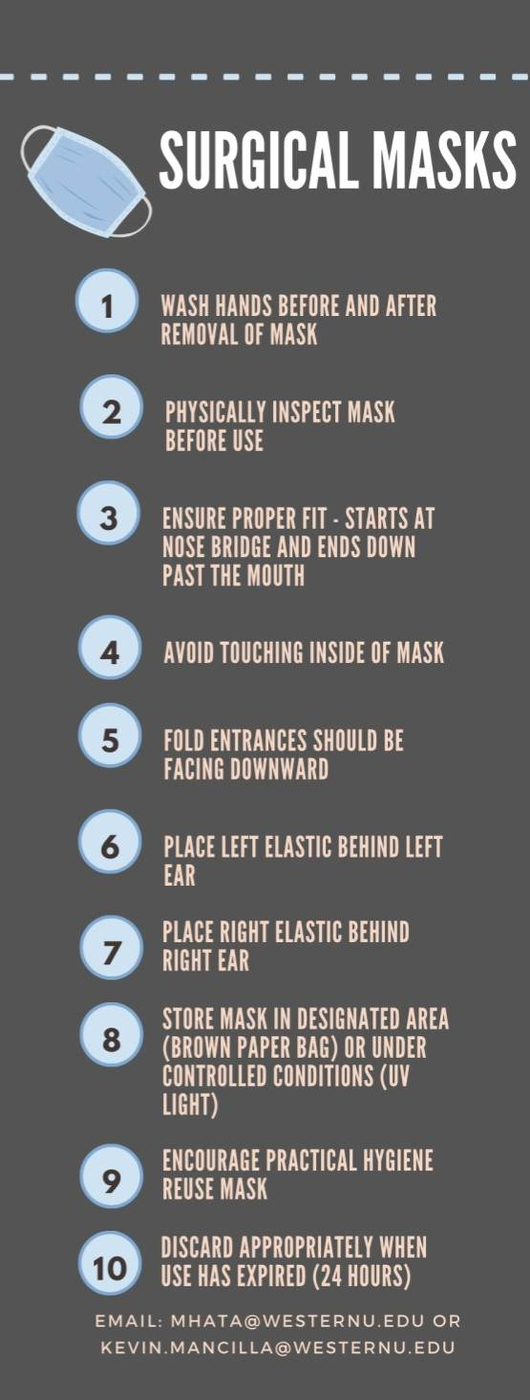 SURGICAL MASKS
1
WASH HANDS BEFORE AND AFTER
REMOVAL OF MASK
2
PHYSICALLY INSPECT MASK
BEFORE USE
3
ENSURE PROPER FIT - STARTS AT
NOSE BRIDGE AND ENDS DOWN
PAST THE MOUTH
4
AVOID TOUCHING INSIDE OF MASK
5
FOLD ENTRANCES SHOULD BE
FACING DOWNWARD
6
PLACE LEFT ELASTIC BEHIND LEFT
EAR
7
PLACE RIGHT ELASTIC BEHIND
RIGHT EAR
8
STORE MASK IN DESIGNATED AREA
(BROWN PAPER BAG) OR UNDER
CONTROLLED CONDITIONS (UV
LIGHT)
9
ENCOURAGE PRACTICAL HYGIENE
REUSE MASK
10
DISCARD APPROPRIATELY WHEN
USE HAS EXPIRED (24 HOURS)
EMAIL: MHATA@WESTERNU.EDU OR
KEVIN.MANCILLA@WESTERNU.EDU